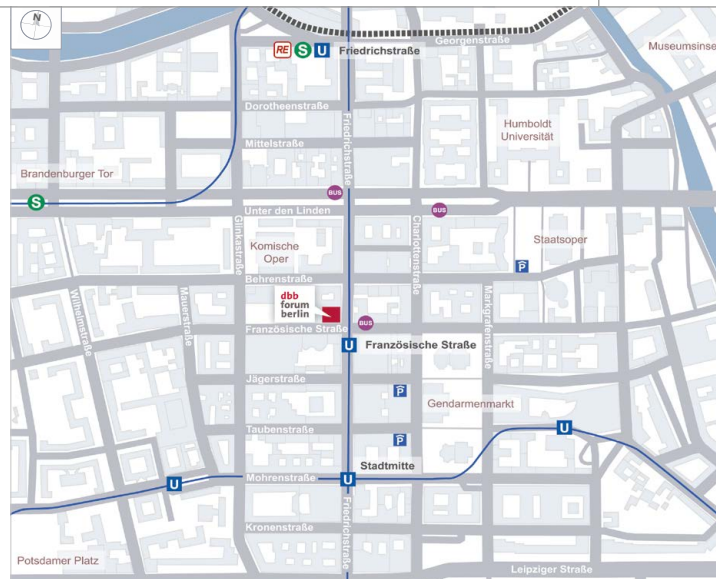 N
RE S U Friedrichstraße
Georgenstraße
Museumsinse
Dorotheenstraße
Friedrichstraße
Humboldt
Universität
Mittelstraße
Brandenburger Tor
S
BUS
Unter den Linden
BUS
Glinkastraße
Komische
Oper
Charlottenstraße
Staatsoper
P
Behrenstraße
dbb
forum
berlin
Wilhelmstraße
Mauerstraße
Markgrafenstraße
BUS
Französische Straße
U Französische Straße
Jägerstraße
P
Gendarmenmarkt
Taubenstraße
P
U
Stadtmitte
U
Mohrenstraße
U
Friedrichstraße
Kronenstraße
Potsdamer Platz
Leipziger Straße